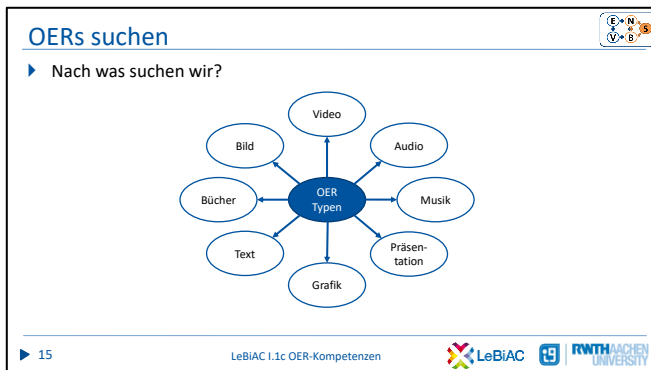 OERs suchen
E N S
V B
Nach was suchen wir?
Video
Bild
Audio
OER
Typen
Bücher
Musik
Text
Präsen-
tation
Grafik
15
LeBiAC I.1c OER-Kompetenzen
LeBiAC
i9
RWTHAACHEN
UNIVERSITY